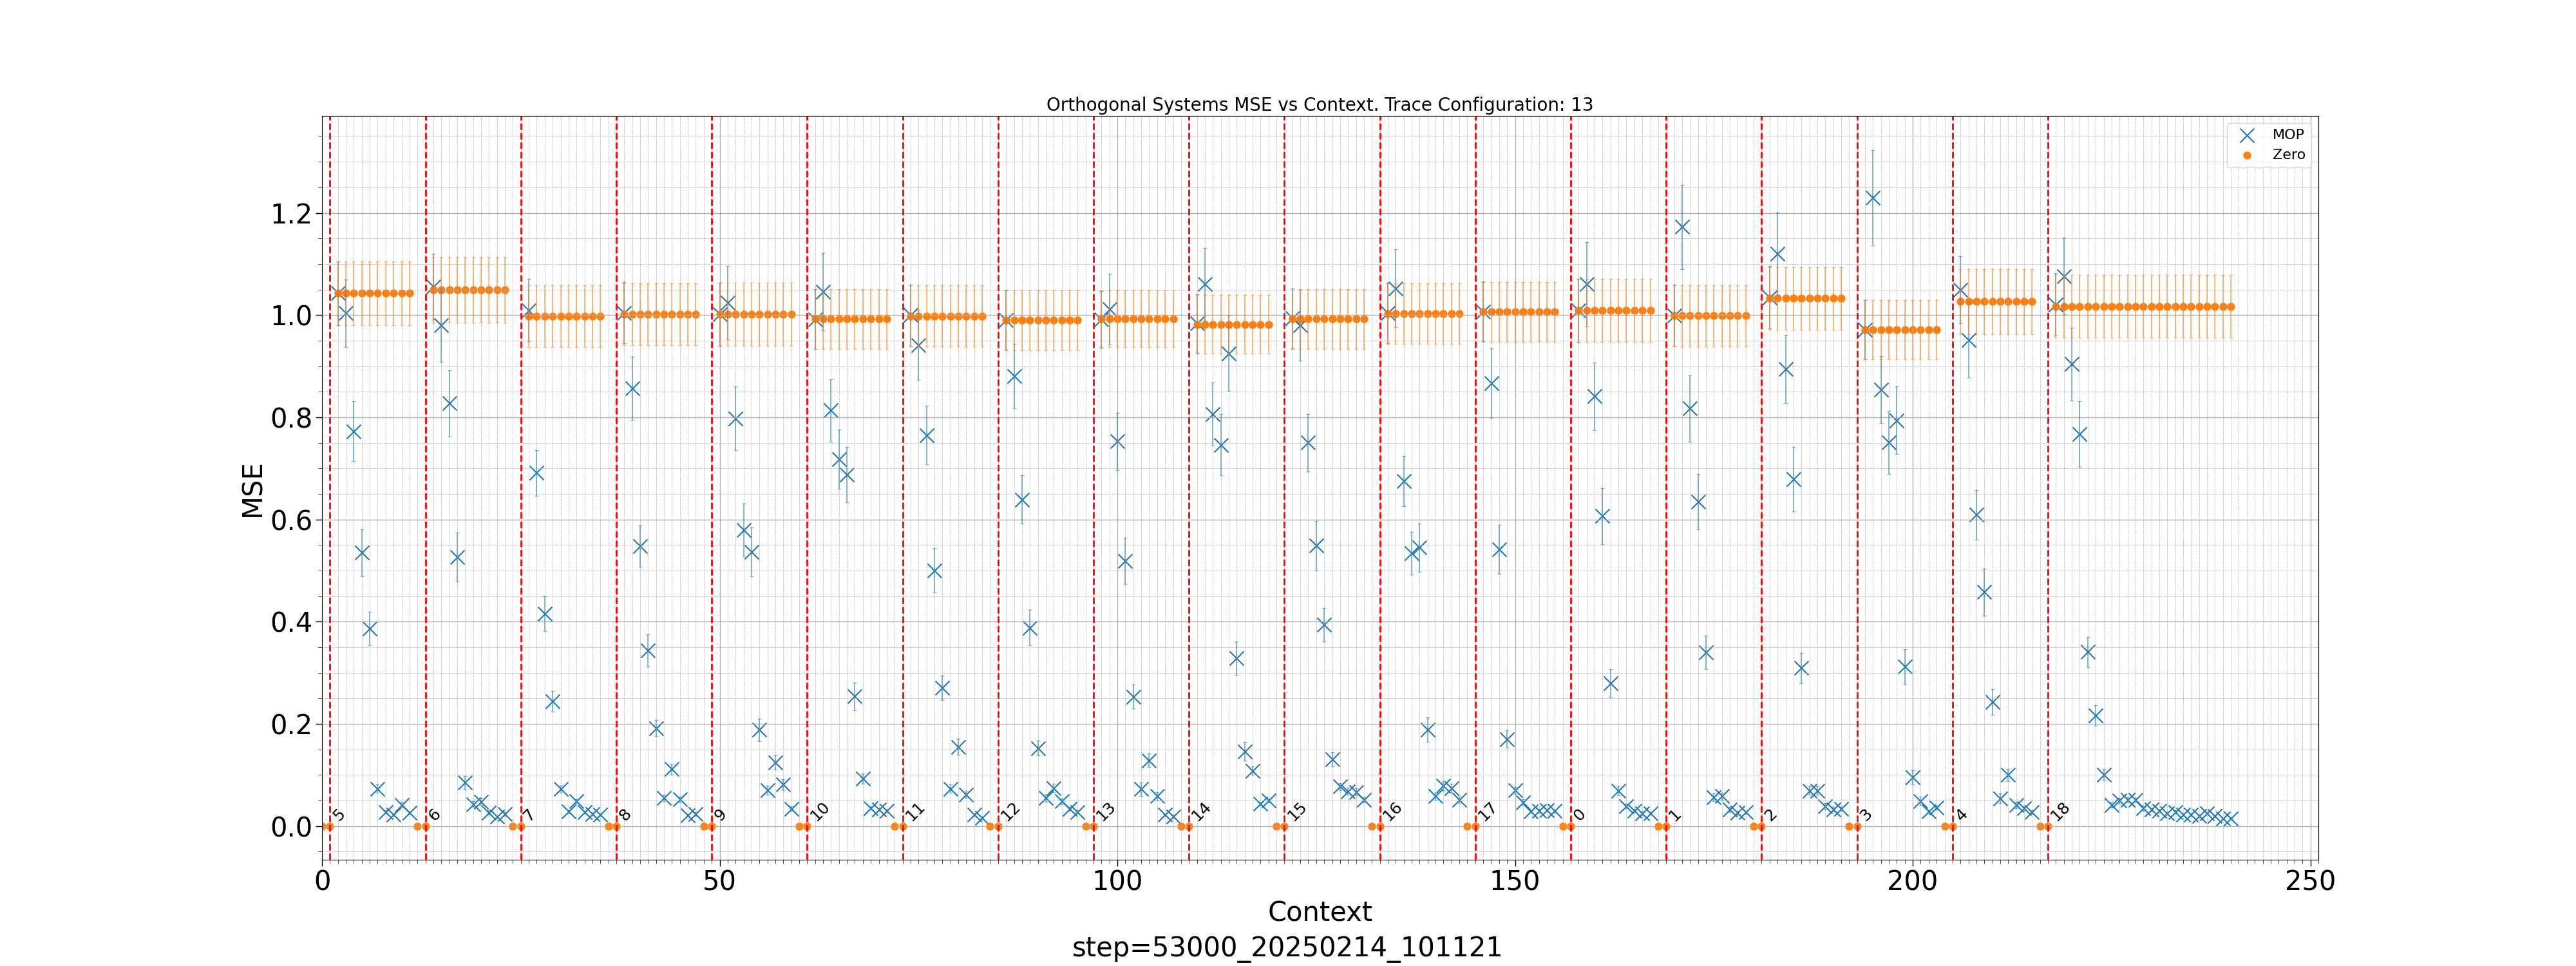 Orthogonal Systems MSE vs Context. Trace Configuration: 13
MOP
Zero
MSE
1.2
1.0
0.8
0.6
0.4
0.2
0.0
5 6 7 8 9 10 11 12 13 14 15 16 17 0 1 2 3 4 18
0 50 100 150 200 250
Context
step=53000_20250214_101121